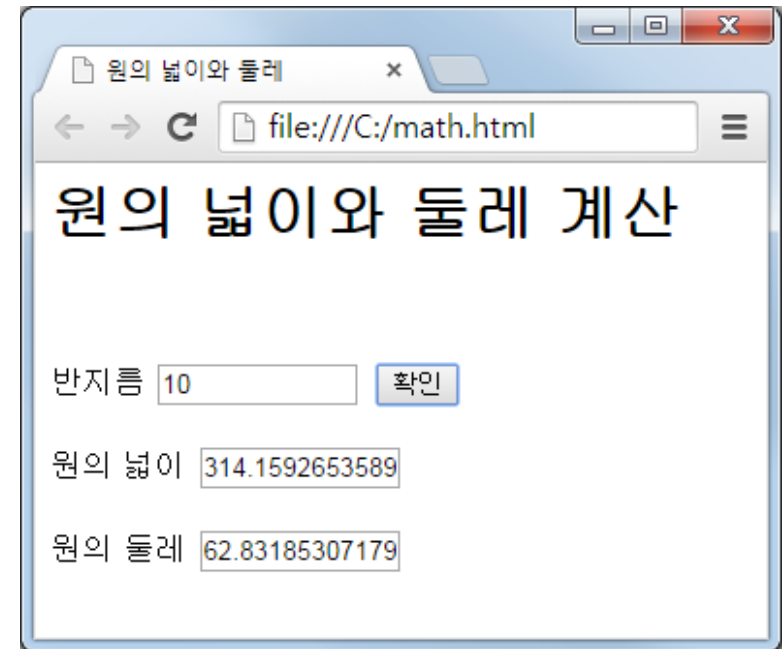 원의 넓이와 둘레
file:///C:/math.html
원의 넓이와 둘레 계산
반지름 10 확인
원의 넓이 314.1592653589
원의 둘레 62.83185307179